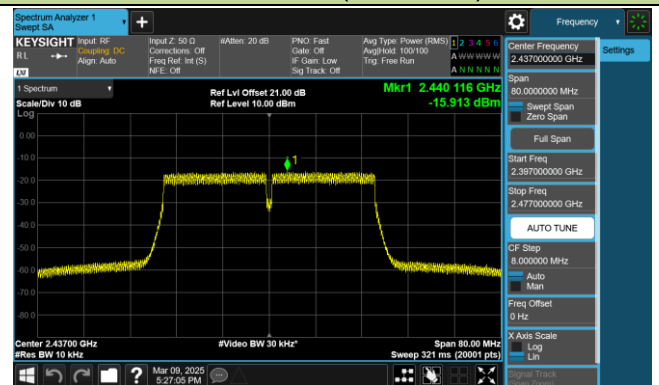 Spectrum Analyzer 1
Swept SA
Frequency
KEYSIGHT
Input: RF
Coupling: DC
Align: Auto
Input Z: 50 Ω
Corrections: Off
Freq Ref: Int (S)
NFE: Off
#Atten: 20 dB
PNO: Fast
Gate: Off
IF Gain: Low
Sig Track: Off
Avg Type: Power (RMS)
Avg|Hold: 100/100
Trig: Free Run
1 2 3 4 5 6
A W W W W W
A N N N N N
R L
LXI
1 Spectrum
Scale/Div 10 dB
Log
Ref Lvl Offset 21.00 dB
Ref Level 10.00 dBm
Mkr1 2.440 116 GHz
-15.913 dBm
0.00
-10.0
-20.0
-30.0
-40.0
-50.0
-60.0
-70.0
-80.0
1
Center 2.43700 GHz
#Res BW 10 kHz
#Video BW 30 kHz*
Span 80.00 MHz
Sweep 321 ms (20001 pts)
Mar 09, 2025
5:27:05 PM
Center Frequency
2.437000000 GHz
Settings
Span
80.0000000 MHz
Swept Span
Zero Span
Full Span
Start Freq
2.397000000 GHz
Stop Freq
2.477000000 GHz
AUTO TUNE
CF Step
8.000000 MHz
Auto
Man
Freq Offset
0 Hz
X Axis Scale
Log
Lin
Signal Track